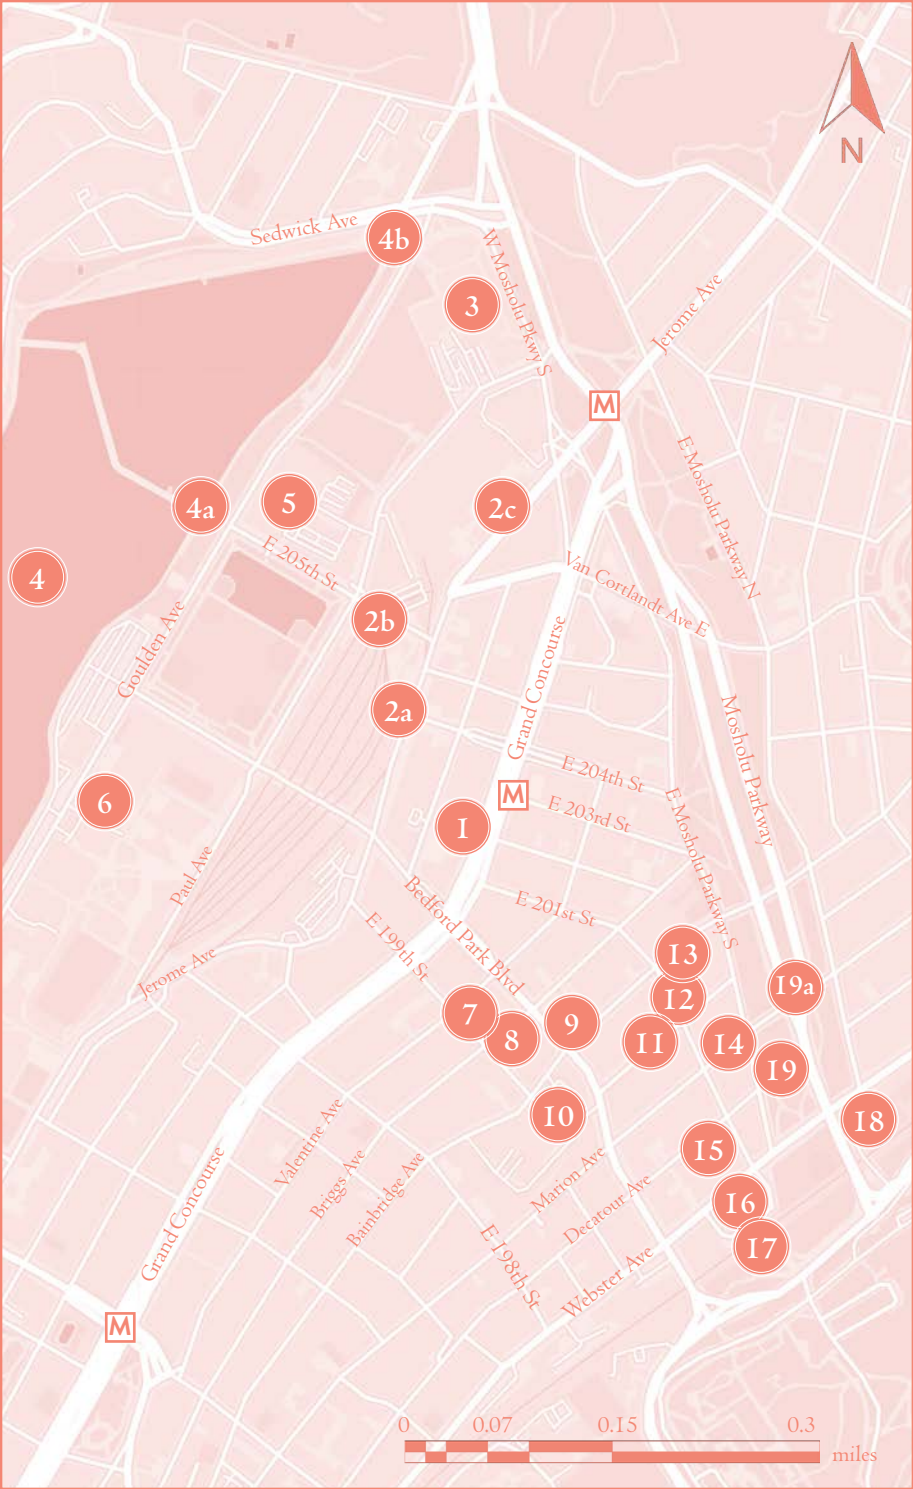 N
Sedwick Ave
4b
W Mosholu Pkwy S
3
Jerome Ave
M
E Mosholu Parkway N
4a
5
2c
E 205th St
4
Van Cortlandt Ave E
2b
Goulden Ave
Grand Concourse
2a
Mosholu Parkway
E 204th St
M
6
E 203rd St
E Mosholu Parkway S
1
Paul Ave
Bedford Park Blvd
E 201st St
E 199th St
13
Jerome Ave
19a
12
7
9
8
11
14
19
10
18
Valentine Ave
Briggs Ave
Bainbridge Ave
Marion Ave
15
Decatour Ave
16
Grand Concourse
17
E 198th St
Webster Ave
M
0 0.07 0.15 0.3
miles